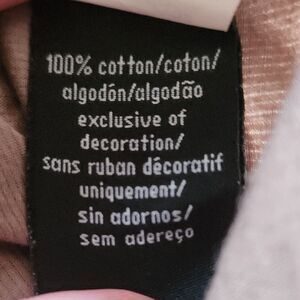 100% cotton/coton/
algodón/algodão
exclusive of
decoration/
sans ruban décoratif
uniquement/
sin adornos/
sem adereço